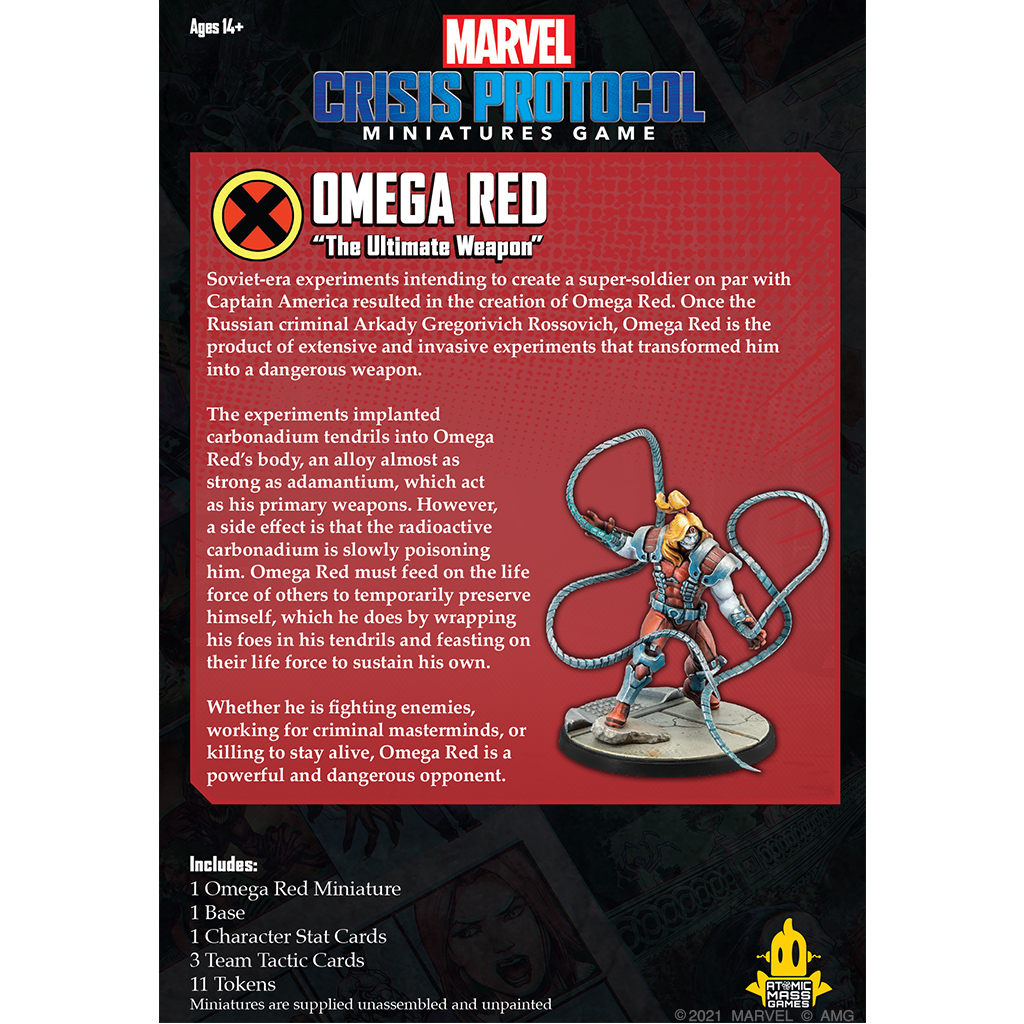 Ages 14+
MARVEL
CRISIS PROTOCOL
MINIATURES GAME
OMEGA RED
“The Ultimate Weapon”
Soviet-era experiments intending to create a super-soldier on par with
Captain America resulted in the creation of Omega Red. Once the
Russian criminal Arkady Gregorivich Rossovich, Omega Red is the
product of extensive and invasive experiments that transformed him
into a dangerous weapon.
The experiments implanted
carbonadium tendrils into Omega
Red’s body, an alloy almost as
strong as adamantium, which act
as his primary weapons. However,
a side effect is that the radioactive
carbonadium is slowly poisoning
him. Omega Red must feed on the life
force of others to temporarily preserve
himself, which he does by wrapping
his foes in his tendrils and feasting on
their life force to sustain his own.
Whether he is fighting enemies,
working for criminal masterminds, or
killing to stay alive, Omega Red is a
powerful and dangerous opponent.
Includes:
1 Omega Red Miniature
1 Base
1 Character Stat Cards
3 Team Tactic Cards
11 Tokens
Miniatures are supplied unassembled and unpainted
ATOMIC
MASS
GAMES
©2021 MARVEL © AMG